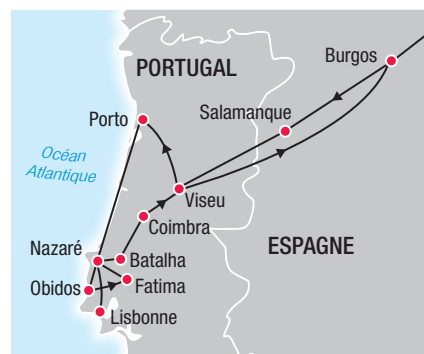 Burgos
PORTUGAL
Salamanque
Porto
Océan
Atlantique
Viseu
Coimbra
Nazaré
Batalha
ESPAGNE
Obidos
Fatima
Lisbonne